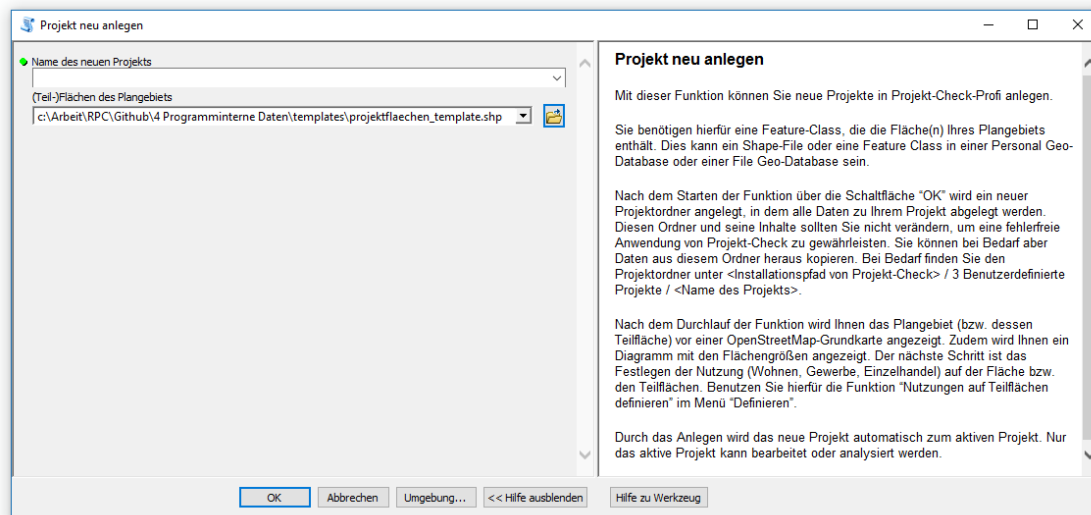 Projekt neu anlegen
Name des neuen Projekts
(Teil-)Flächen des Plangebiets
c:\Arbeit\RPC\Github\4 Programminterne Daten\templates\projektflaechen_template.shp
Projekt neu anlegen
Mit dieser Funktion können Sie neue Projekte in Projekt-Check-Profi anlegen.
Sie benötigen hierfür eine Feature-Class, die die Fläche(n) Ihres Plangebiets
enthält. Dies kann ein Shape-File oder eine Feature Class in einer Personal Geo-
Database oder einer File Geo-Database sein.
Nach dem Starten der Funktion über die Schaltfläche “OK” wird ein neuer
Projektordner angelegt, in dem alle Daten zu Ihrem Projekt abgelegt werden.
Diesen Ordner und seine Inhalte sollten Sie nicht verändern, um eine fehlerfreie
Anwendung von Projekt-Check zu gewährleisten. Sie können bei Bedarf aber
Daten aus diesem Ordner heraus kopieren. Bei Bedarf finden Sie den
Projektordner unter <Installationspfad von Projekt-Check> / 3 Benutzerdefinierte
Projekte / <Name des Projekts>.
Nach dem Durchlauf der Funktion wird Ihnen das Plangebiet (bzw. dessen
Teilfläche) vor einer OpenStreetMap-Grundkarte angezeigt. Zudem wird Ihnen ein
Diagramm mit den Flächengrößen angezeigt. Der nächste Schritt ist das
Festlegen der Nutzung (Wohnen, Gewerbe, Einzelhandel) auf der Fläche bzw.
den Teilflächen. Benutzen Sie hierfür die Funktion “Nutzungen auf Teilflächen
definieren” im Menü “Definieren”.
Durch das Anlegen wird das neue Projekt automatisch zum aktiven Projekt. Nur
das aktive Projekt kann bearbeitet oder analysiert werden.
OK
Abbrechen
Umgebung...
<< Hilfe ausblenden
Hilfe zu Werkzeug